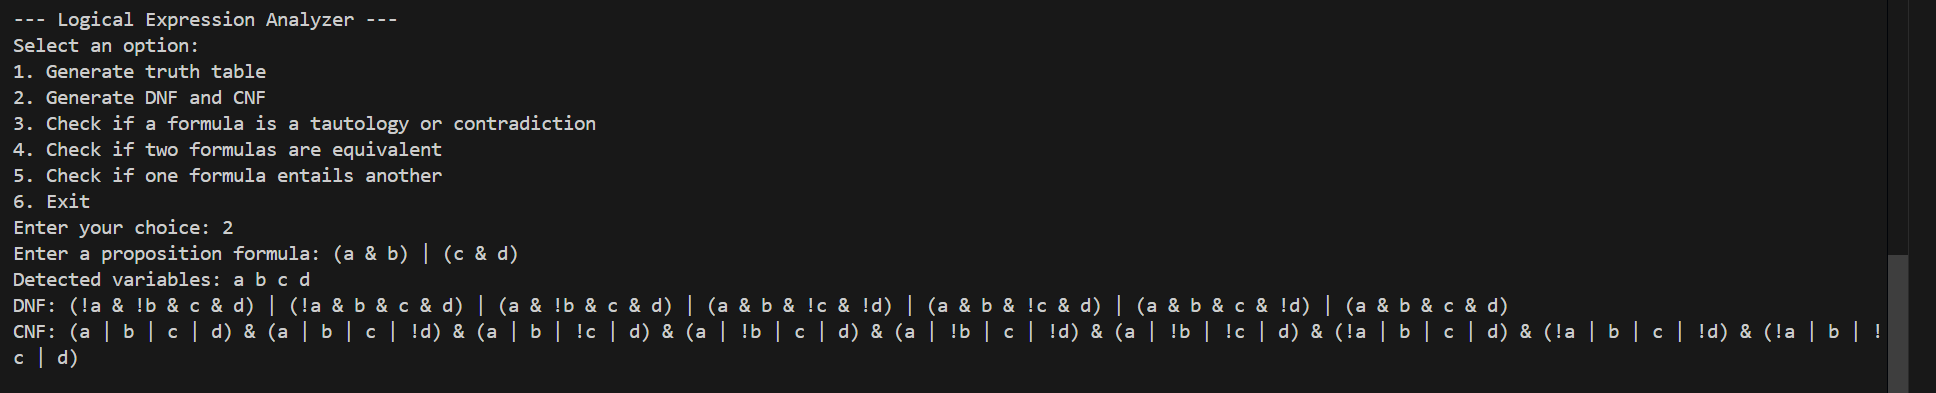 --- Logical Expression Analyzer ---
Select an option:
1. Generate truth table
2. Generate DNF and CNF
3. Check if a formula is a tautology or contradiction
4. Check if two formulas are equivalent
5. Check if one formula entails another
6. Exit
Enter your choice: 2
Enter a proposition formula: (a & b) | (c & d)
Detected variables: a b c d
DNF: (!a & !b & c & d) | (!a & b & c & d) | (a & !b & c & d) | (a & b & !c & !d) | (a & b & !c & d) | (a & b & c & !d) | (a & b & c & d)
CNF: (a | b | c | d) & (a | b | c | !d) & (a | b | !c | d) & (a | !b | c | d) & (a | !b | c | !d) & (a | !b | !c | d) & (!a | b | c | d) & (!a | b | c | !d) & (!a | b | !
c | d)